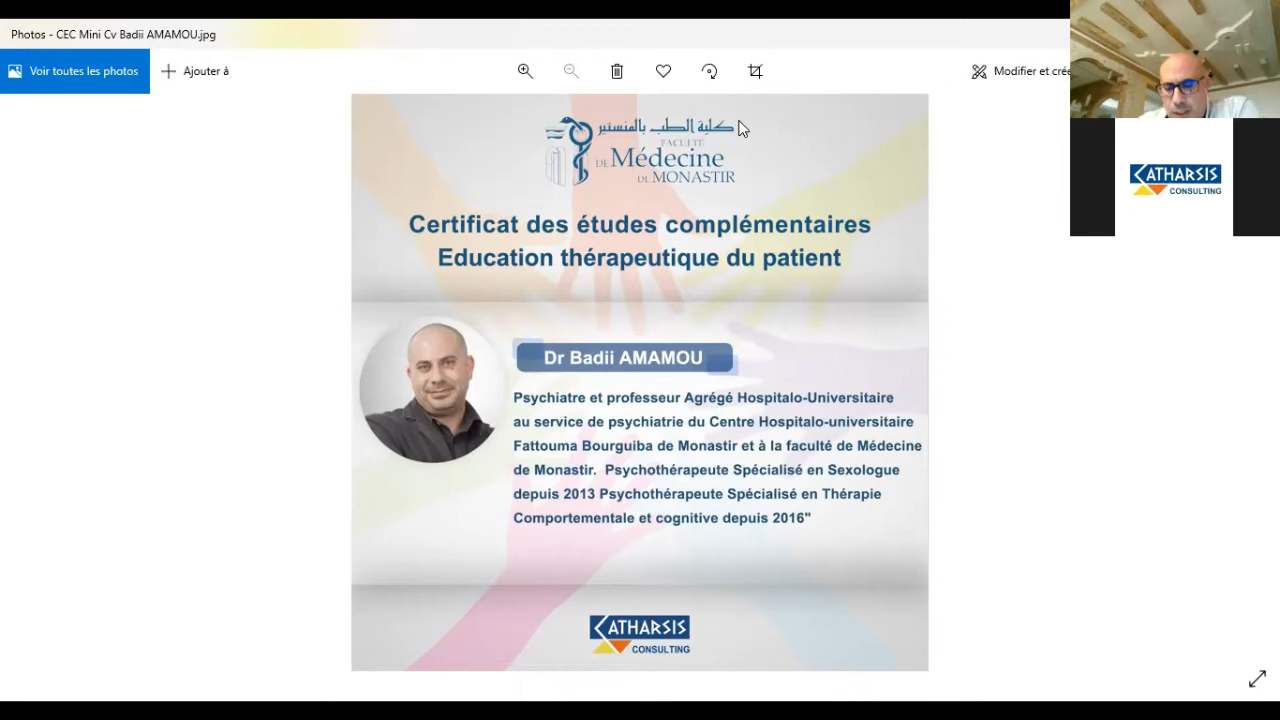 Photos - CEC Mini Cv Badii AMAMOU.jpg
Voir toutes les photos
Ajouter à
Modifier et crée
كلية الطب بالمنستير
FACULTÉ
DE Médecine
DE MONASTIR
Certificat des études complémentaires
Education thérapeutique du patient
Dr Badii AMAMOU
Psychiatre et professeur Agrégé Hospitalo-Universitaire
au service de psychiatrie du Centre Hospitalo-universitaire
Fattouma Bourguiba de Monastir et à la faculté de Médecine
de Monastir. Psychothérapeute Spécialisé en Sexologue
depuis 2013 Psychothérapeute Spécialisé en Thérapie
Comportementale et cognitive depuis 2016"
KATHARSIS
CONSULTING
KATHARSIS
CONSULTING